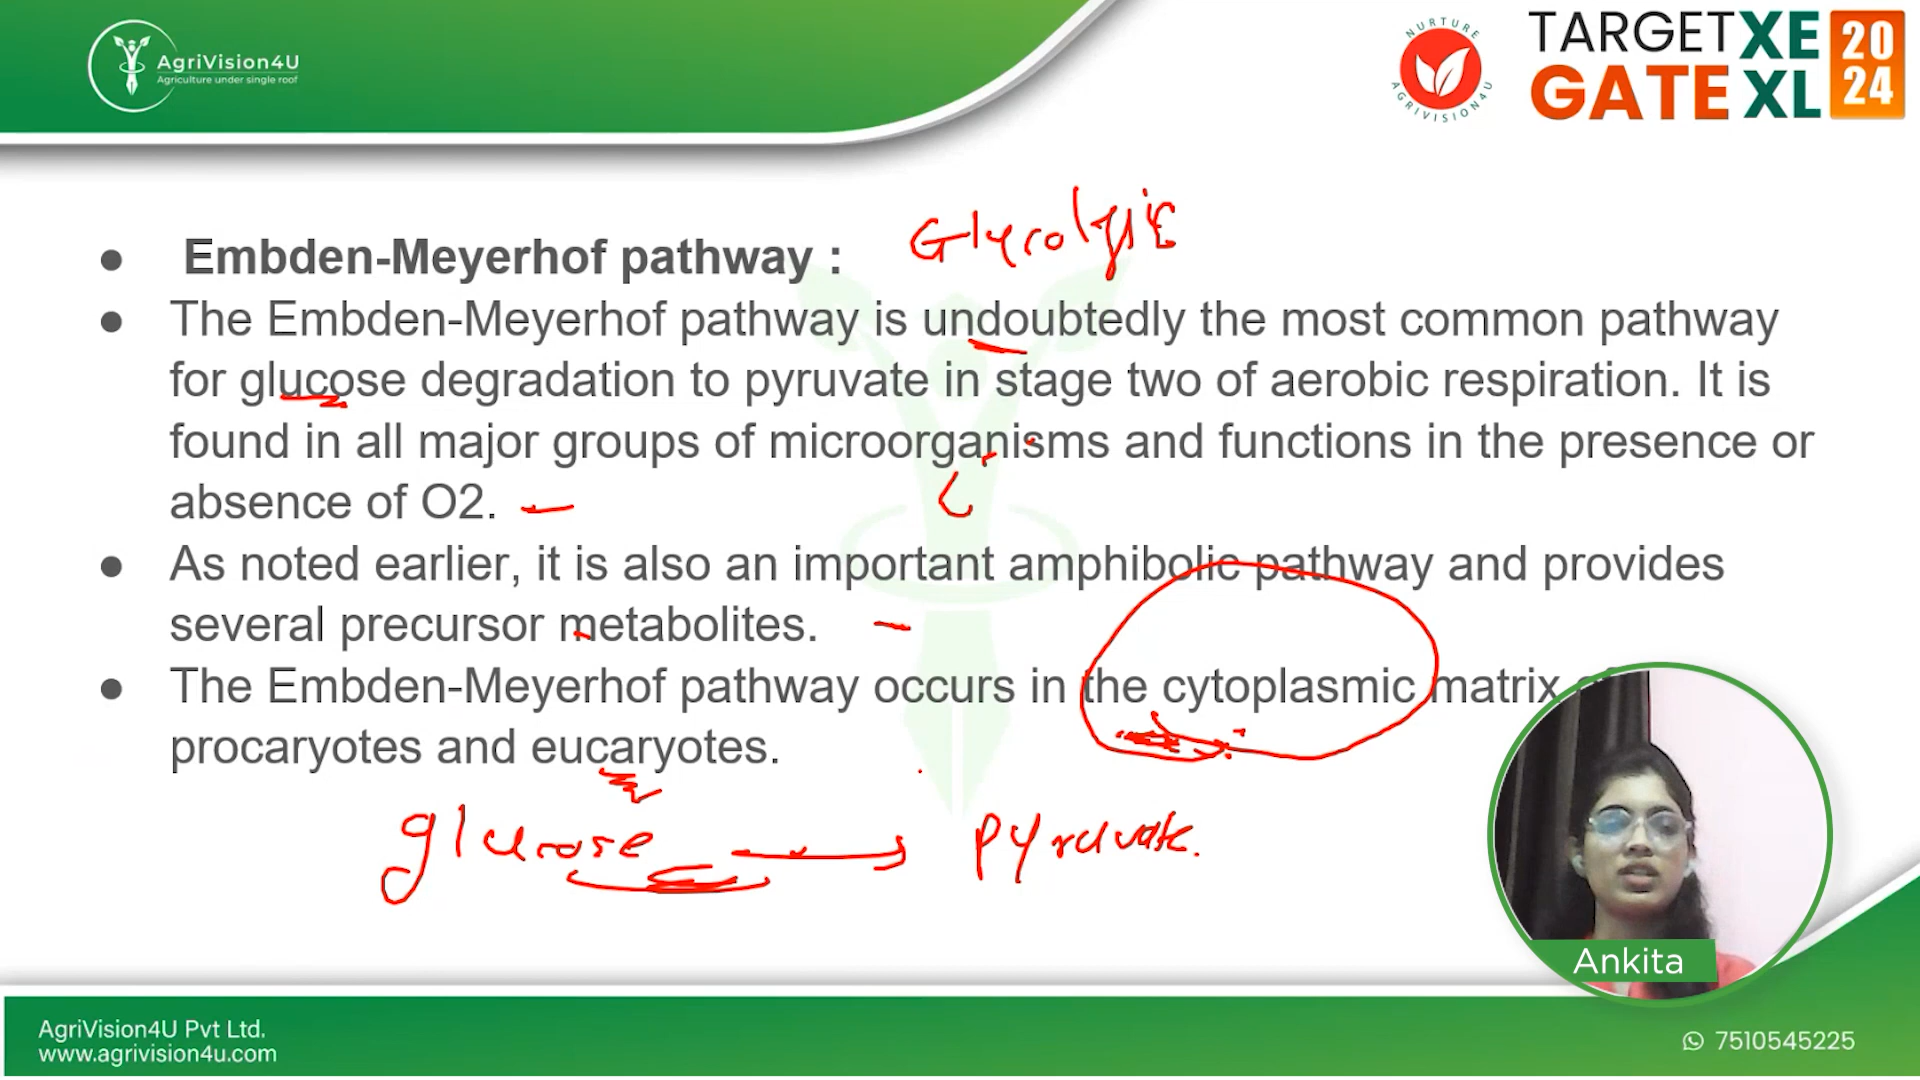 AgriVision4U
Agriculture under single roof
NURTURE
AGRIVISION4U
TARGET XE
GATE XL
20
24
Glycolysis
● Embden-Meyerhof pathway :
● The Embden-Meyerhof pathway is undoubtedly the most common pathway
for glucose degradation to pyruvate in stage two of aerobic respiration. It is
found in all major groups of microorganisms and functions in the presence or
absence of O2.
● As noted earlier, it is also an important amphibolic pathway and provides
several precursor metabolites.
● The Embden-Meyerhof pathway occurs in the cytoplasmic matrix of
procaryotes and eucaryotes.
glucose → pyruvate.
Ankita
AgriVision4U Pvt Ltd.
www.agrivision4u.com
7510545225